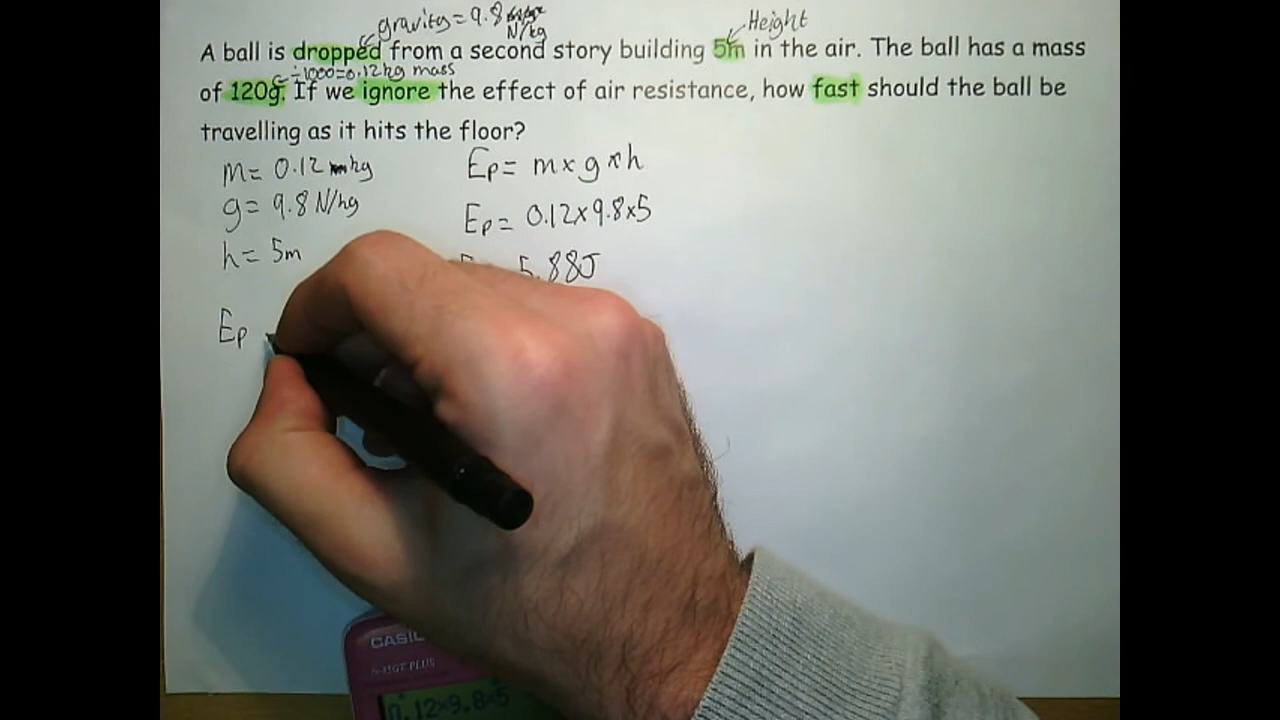 gravity = 9.8
N/kg
Height
A ball is dropped from a second story building 5m in the air. The ball has a mass
÷1000=0.12kg mass
of 120g. If we ignore the effect of air resistance, how fast should the ball be
travelling as it hits the floor?
m= 0.12 kg
Ep= m×g×h
g= 9.8 N/kg
Ep= 0.12×9.8×5
h= 5m
5.88J
Ep
CASIO
GT PLUS
0.12×9.8×5